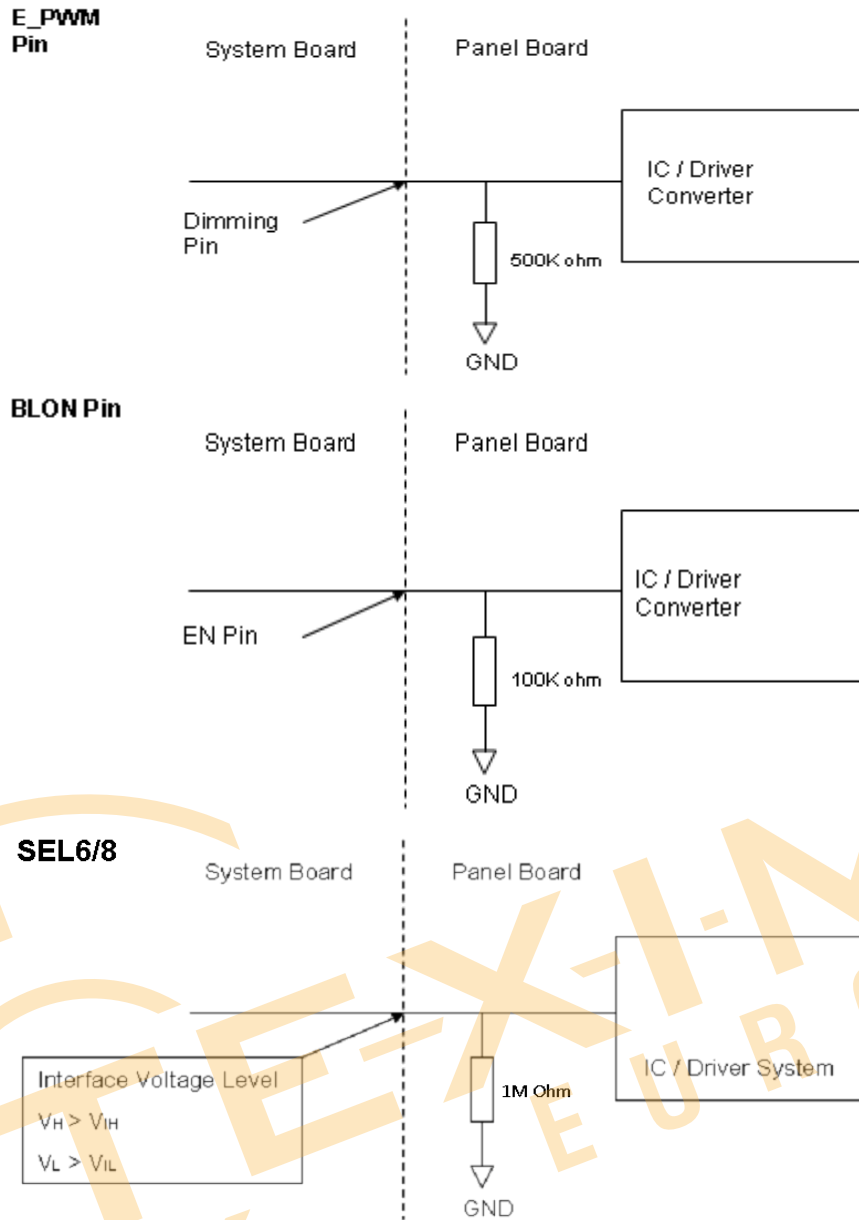 E_PWM
Pin
System Board
Panel Board
IC / Driver
Converter
Dimming
Pin
500K ohm
GND
BLON Pin
System Board
Panel Board
IC / Driver
Converter
EN Pin
100K ohm
GND
SEL6/8
System Board
Panel Board
Interface Voltage Level
VH > VIH
VL > VIL
1M Ohm
IC / Driver System
GND